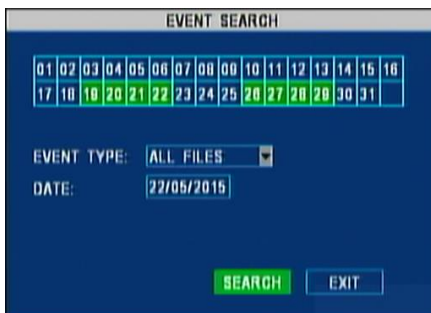 EVENT SEARCH
01 02 03 04 05 06 07 08 09 10 11 12 13 14 15 16
17 18 19 20 21 22 23 24 25 26 27 28 29 30 31
EVENT TYPE: ALL FILES
DATE: 22/05/2015
SEARCH EXIT